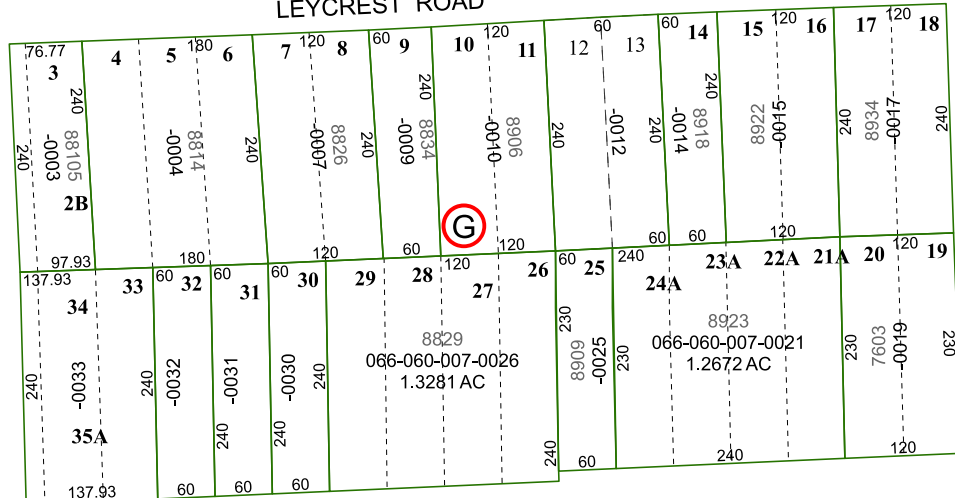 LEYCREST ROAD
76.77 180 120 60 120 60 60 120 120
3 4 5 6 7 8 9 10 11 12 13 14 15 16 17 18
240 240 240 240 240 240 240 240 240 240
-0003 88105 -0004 8814 -0007 8826 -0009 8834 -0010 8906 -0012 -0014 8918 8922 -0015 8934 -0017
2B
G
97.93 180 120 60 120 60 60 120 120
137.93 60 60 60 120 60 240
34 33 32 31 30 29 28 27 26 25 24A 23A 22A 21A 20 19
240 -0033 240 -0032 -0031 -0030 240 230 8909 -0025 230 230 7603 -0019 230
8829
066-060-007-0026
1.3281 AC
8923
066-060-007-0021
1.2672 AC
35A
240 240 240
137.93 60 60 60 60 240 120